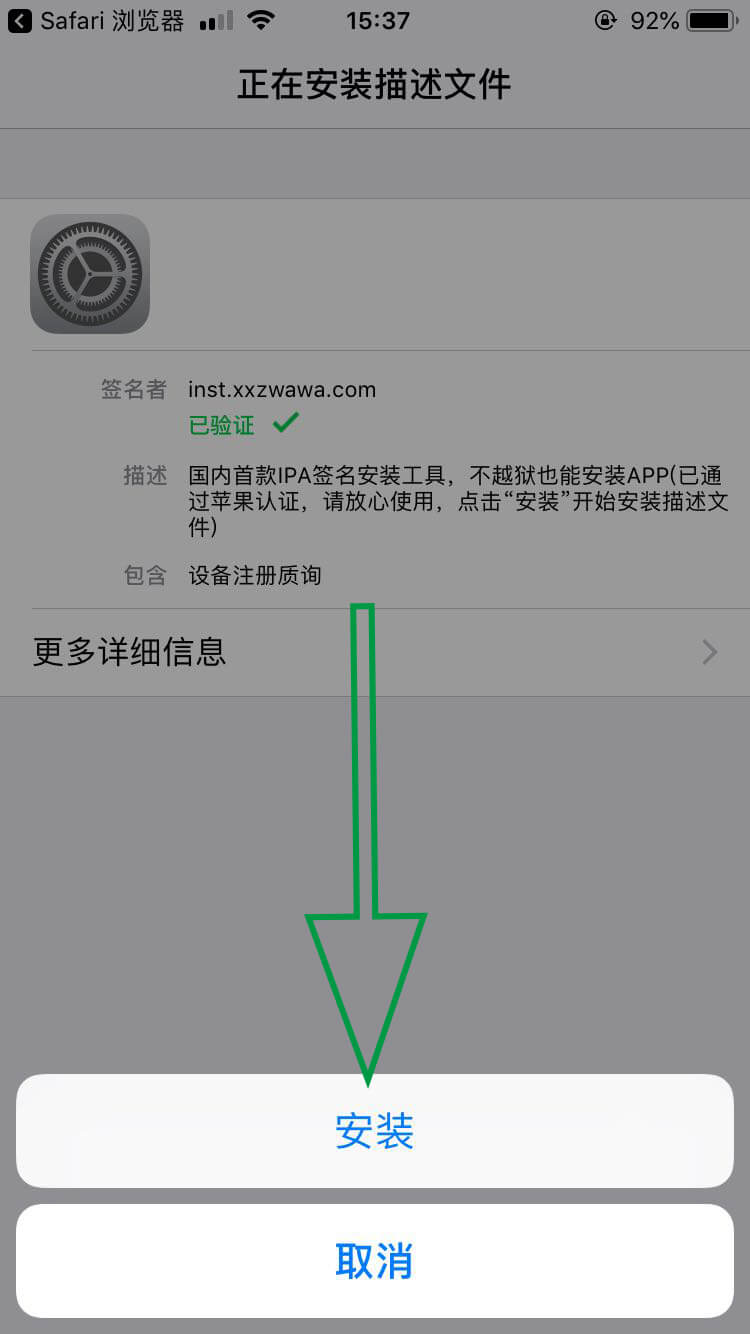 Safari 浏览器 15:37 92%
正在安装描述文件
签名者 inst.xxzwawa.com
已验证
描述 国内首款IPA签名安装工具，不越狱也能安装APP(已通
过苹果认证，请放心使用，点击“安装”开始安装描述文
件)
包含 设备注册质询
更多详细信息
安装
取消